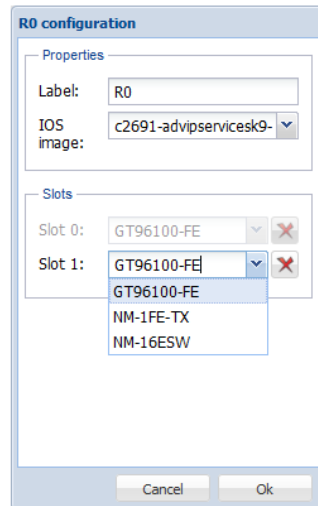 R0 configuration
Properties
Label: R0
IOS image: c2691-advipservicesk9-
Slots
Slot 0: GT96100-FE
Slot 1: GT96100-FE
GT96100-FE
NM-1FE-TX
NM-16ESW
Cancel Ok